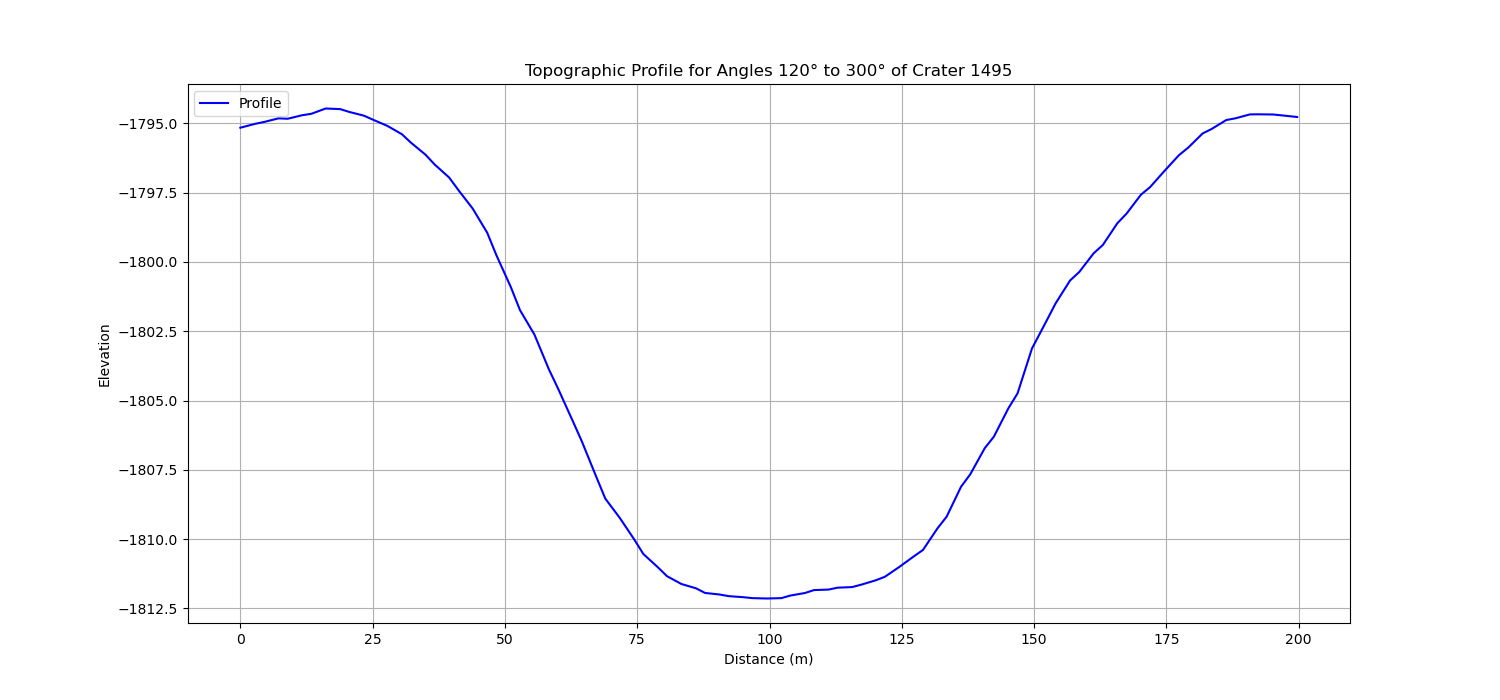 Topographic Profile for Angles 120° to 300° of Crater 1495
Profile
−1795.0
−1797.5
−1800.0
−1802.5
−1805.0
−1807.5
−1810.0
−1812.5
Elevation
0 25 50 75 100 125 150 175 200
Distance (m)